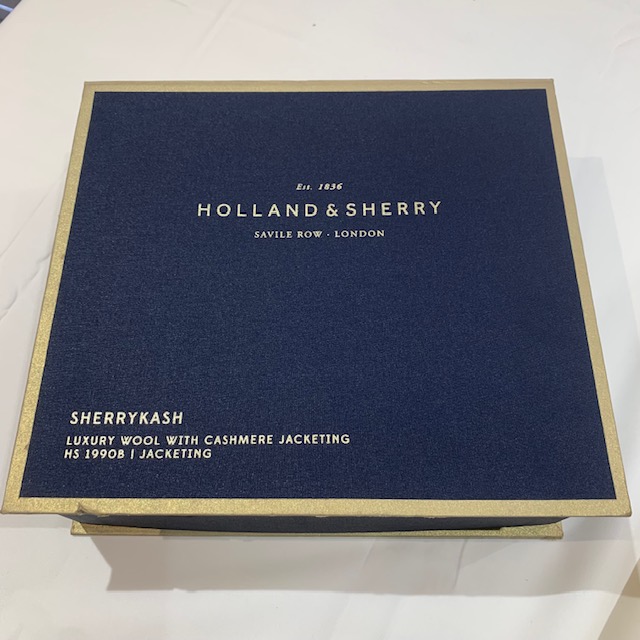 Est. 1836
HOLLAND & SHERRY
SAVILE ROW · LONDON
SHERRYKASH
LUXURY WOOL WITH CASHMERE JACKETING
HS 1990B | JACKETING